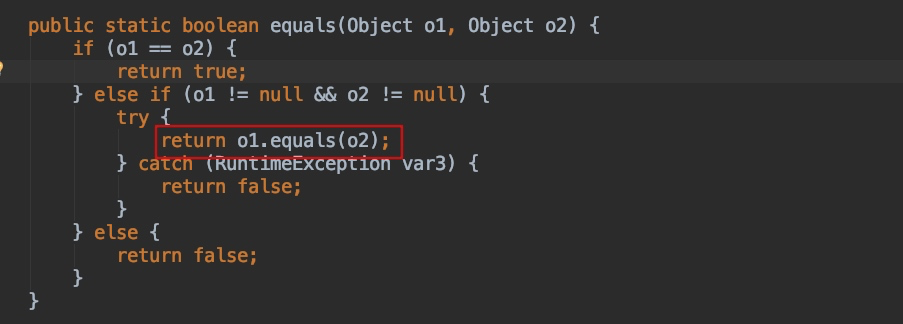 public static boolean equals(Object o1, Object o2) {
if (o1 == o2) {
return true;
} else if (o1 != null && o2 != null) {
try {
return o1.equals(o2);
} catch (RuntimeException var3) {
return false;
}
} else {
return false;
}
}